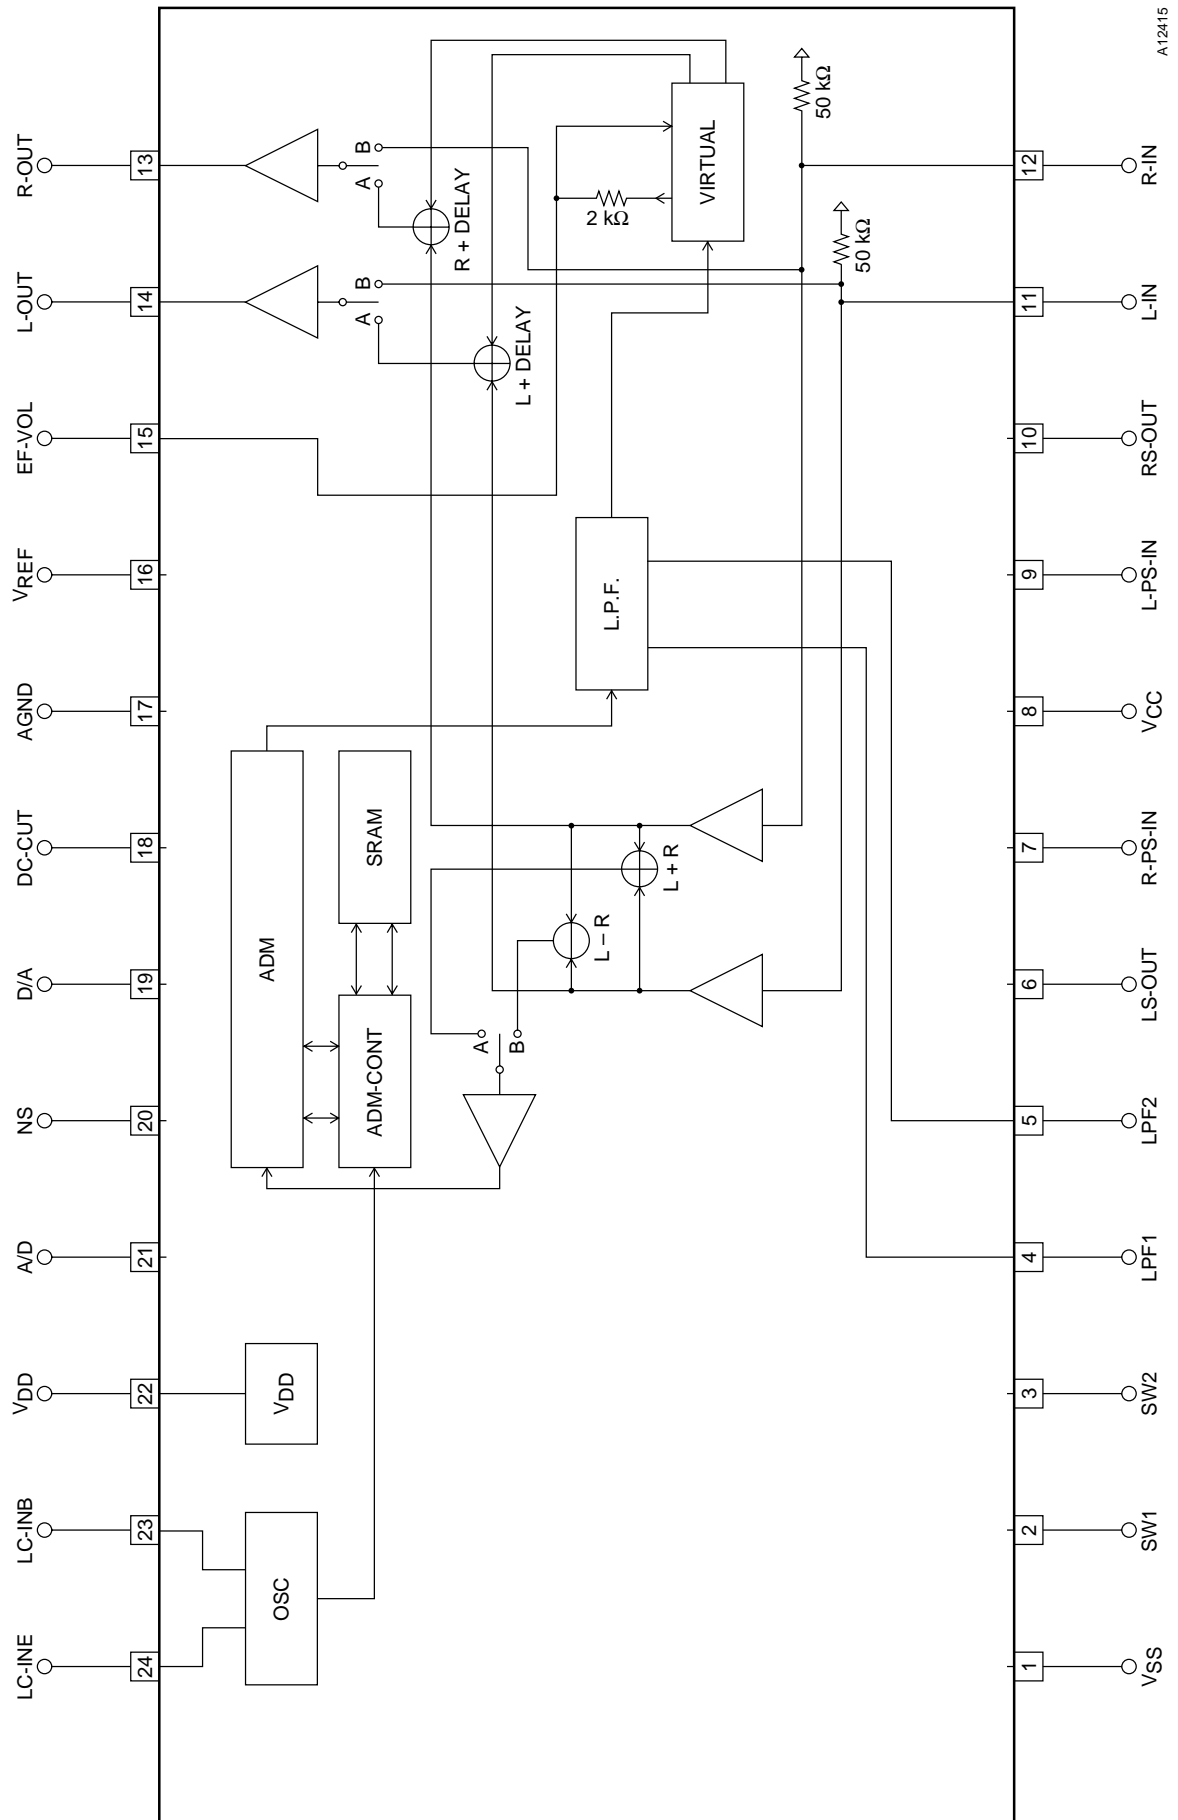 LC-INE
LC-INB
VDD
A/D
NS
D/A
DC-CUT
AGND
VREF
EF-VOL
L-OUT
R-OUT
24
23
22
21
20
19
18
17
16
15
14
13
OSC
VDD
ADM
ADM-CONT
SRAM
A
B
A
B
A
B
R + DELAY
L + DELAY
L – R
L + R
L.P.F.
2 kΩ
VIRTUAL
50 kΩ
50 kΩ
1
2
3
4
5
6
7
8
9
10
11
12
VSS
SW1
SW2
LPF1
LPF2
LS-OUT
R-PS-IN
VCC
L-PS-IN
RS-OUT
L-IN
R-IN
A12415